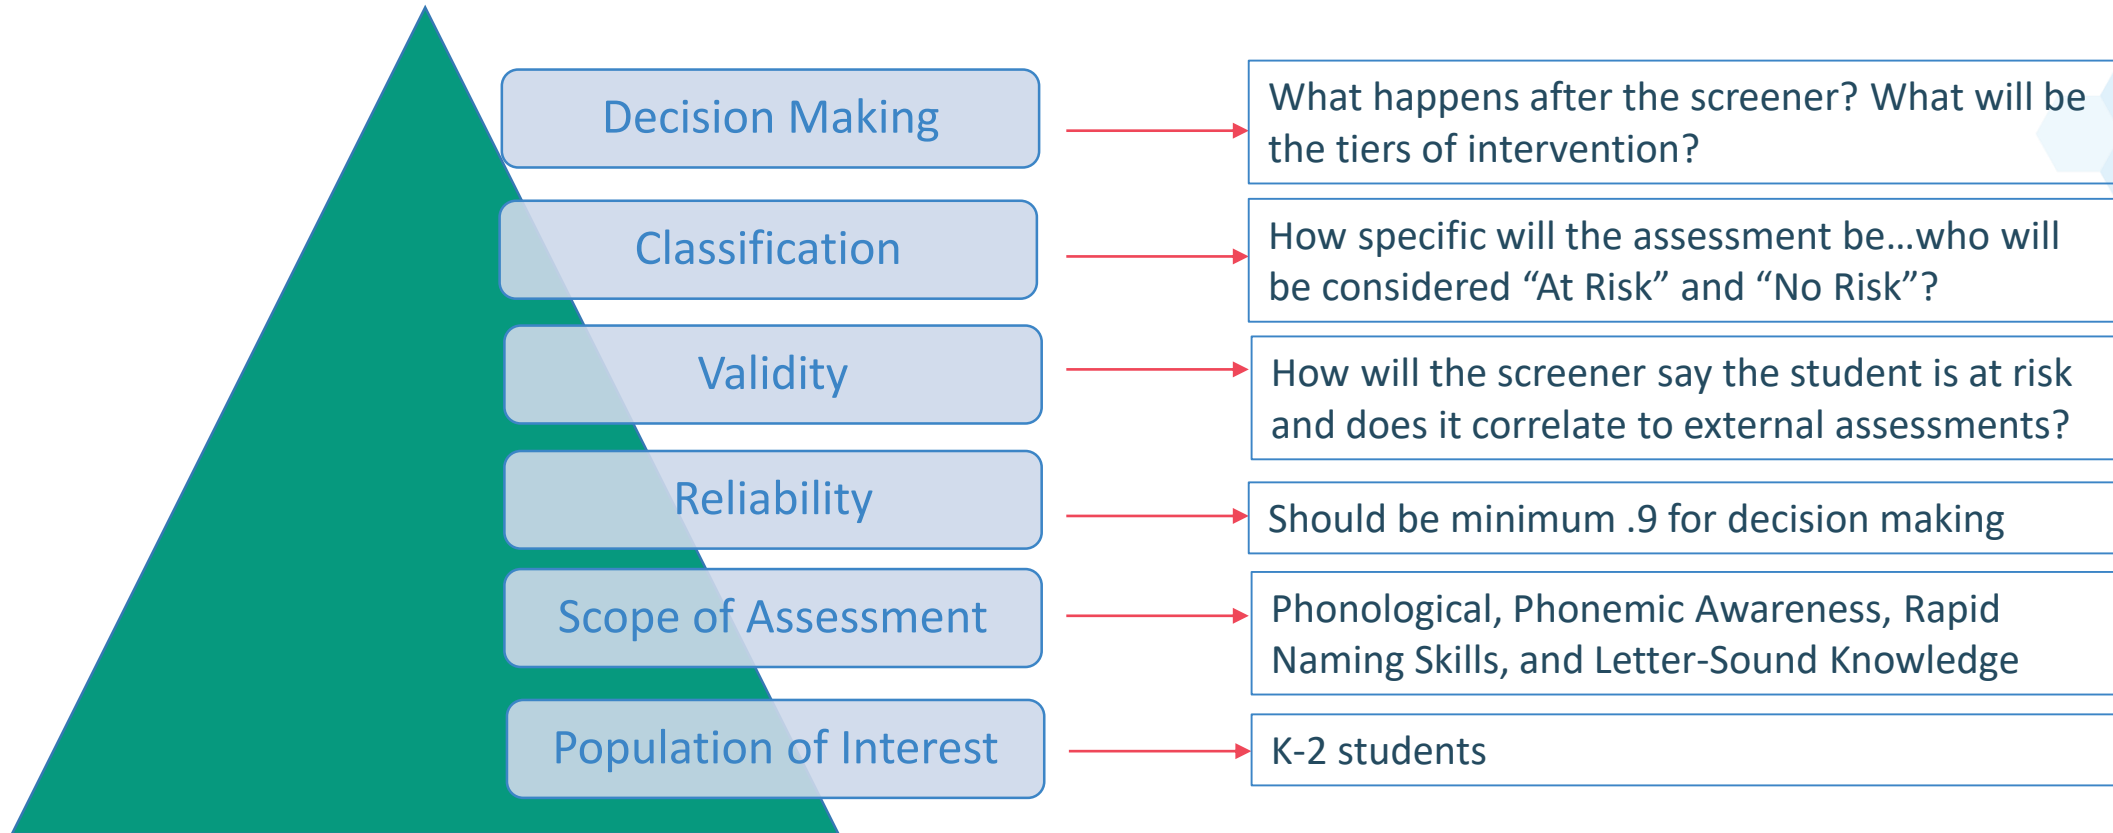 Decision Making
What happens after the screener? What will be
the tiers of intervention?
Classification
How specific will the assessment be...who will
be considered “At Risk” and “No Risk”?
Validity
How will the screener say the student is at risk
and does it correlate to external assessments?
Reliability
Should be minimum .9 for decision making
Scope of Assessment
Phonological, Phonemic Awareness, Rapid
Naming Skills, and Letter-Sound Knowledge
Population of Interest
K-2 students